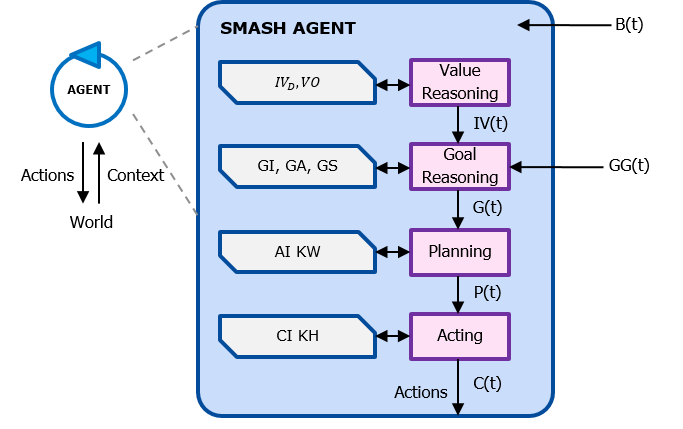 SMASH AGENT
B(t)
AGENT
IV_D, VO
Value
Reasoning
IV(t)
Actions
Context
World
GI, GA, GS
Goal
Reasoning
GG(t)
G(t)
AI KW
Planning
P(t)
CI KH
Acting
Actions
C(t)